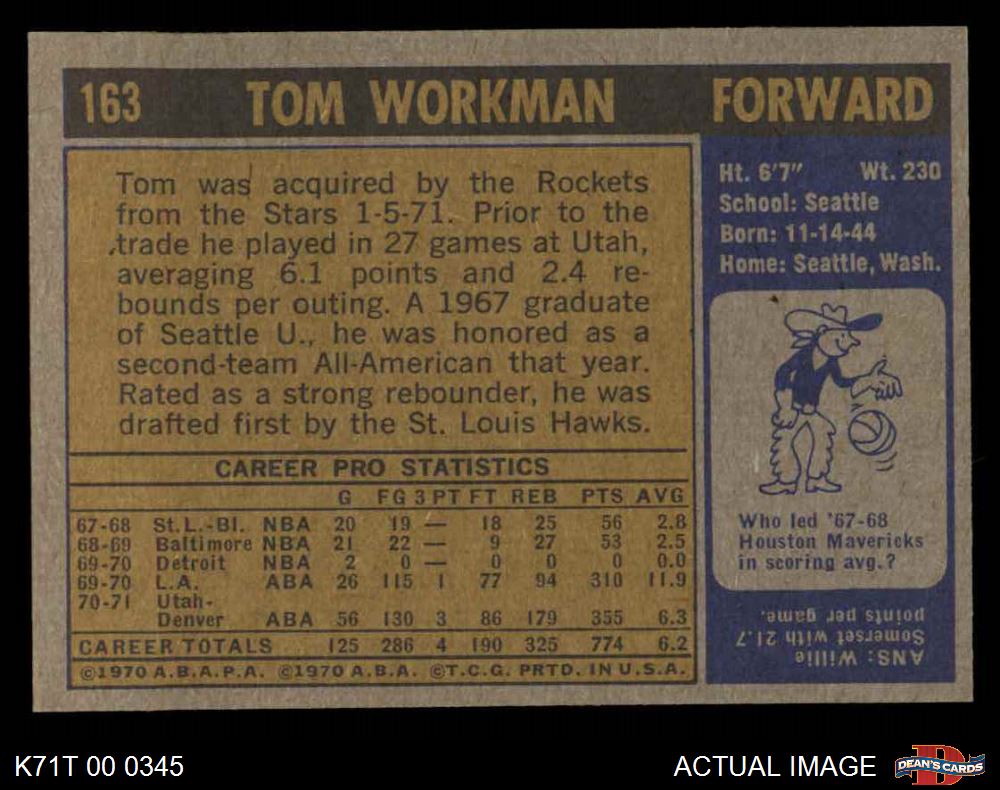 163 TOM WORKMAN FORWARD
Tom was acquired by the Rockets
from the Stars 1-5-71. Prior to the
trade he played in 27 games at Utah,
averaging 6.1 points and 2.4 re-
bounds per outing. A 1967 graduate
of Seattle U., he was honored as a
second-team All-American that year.
Rated as a strong rebounder, he was
drafted first by the St. Louis Hawks.
CAREER PRO STATISTICS
G FG 3PT FT REB PTS AVG
67-68 St.L.-Bl. NBA 20 19 — 18 25 56 2.8
68-69 Baltimore NBA 21 22 — 9 27 53 2.5
69-70 Detroit NBA 2 0 — 0 0 0 0.0
69-70 L.A. ABA 26 115 1 77 94 310 11.9
70-71 Utah-
Denver ABA 56 130 3 86 179 355 6.3
CAREER TOTALS 125 286 4 190 325 774 6.2
©1970 A.B.A.P.A. ©1970 A.B.A. ©T.C.G. PRTD. IN U.S.A.
Ht. 6'7" Wt. 230
School: Seattle
Born: 11-14-44
Home: Seattle, Wash.
Who led '67-68
Houston Mavericks
in scoring avg.?
ANS: Willie
Somerset with 21.7
points per game.
K71T 00 0345
ACTUAL IMAGE
D
DEAN'S CARDS